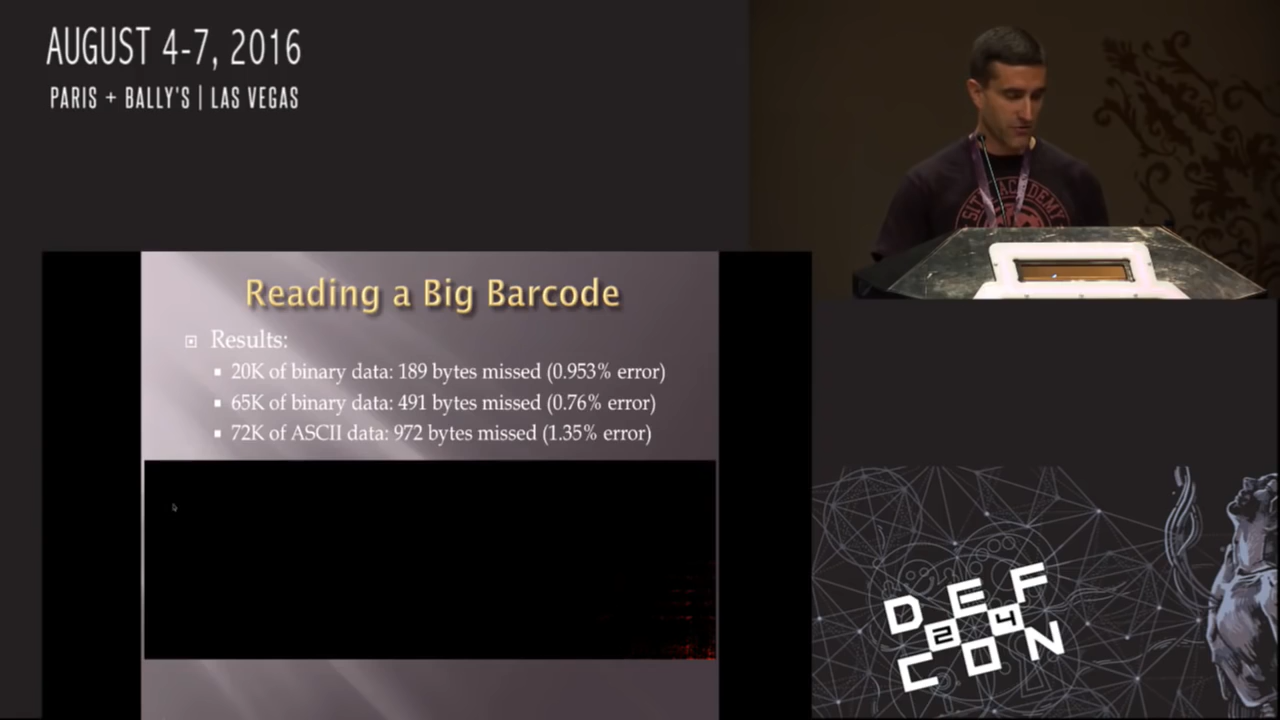 AUGUST 4-7, 2016
PARIS + BALLY'S | LAS VEGAS
SITH ACADEMY
Reading a Big Barcode
Results:
20K of binary data: 189 bytes missed (0.953% error)
65K of binary data: 491 bytes missed (0.76% error)
72K of ASCII data: 972 bytes missed (1.35% error)
DEF
24
CON